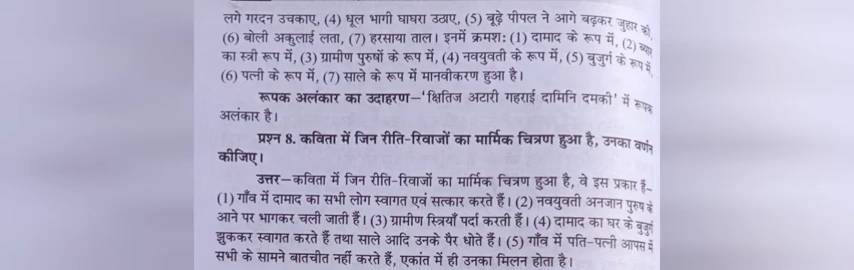 लगे गरदन उचकाए, (4) धूल भागी घाघरा उठाए, (5) बूढ़े पीपल ने आगे बढ़कर जुहार की,
(6) बोली अकुलाई लता, (7) हरसाया ताल। इनमें क्रमश: (1) दामाद के रूप में, (2) बयार
का स्त्री रूप में, (3) ग्रामीण पुरुषों के रूप में, (4) नवयुवती के रूप में, (5) बुजुर्ग के रूप में,
(6) पत्नी के रूप में, (7) साले के रूप में मानवीकरण हुआ है।
रूपक अलंकार का उदाहरण–'क्षितिज अटारी गहराई दामिनि दमकी' में रूपक
अलंकार है।
प्रश्न 8. कविता में जिन रीति-रिवाजों का मार्मिक चित्रण हुआ है, उनका वर्णन
कीजिए।
उत्तर–कविता में जिन रीति-रिवाजों का मार्मिक चित्रण हुआ है, वे इस प्रकार हैं–
(1) गाँव में दामाद का सभी लोग स्वागत एवं सत्कार करते हैं। (2) नवयुवती अनजान पुरुष के
आने पर भागकर चली जाती हैं। (3) ग्रामीण स्त्रियाँ पर्दा करती हैं। (4) दामाद का घर के बुजुर्ग
झुककर स्वागत करते हैं तथा साले आदि उनके पैर धोते हैं। (5) गाँव में पति-पत्नी आपस में
सभी के सामने बातचीत नहीं करते हैं, एकांत में ही उनका मिलन होता है।